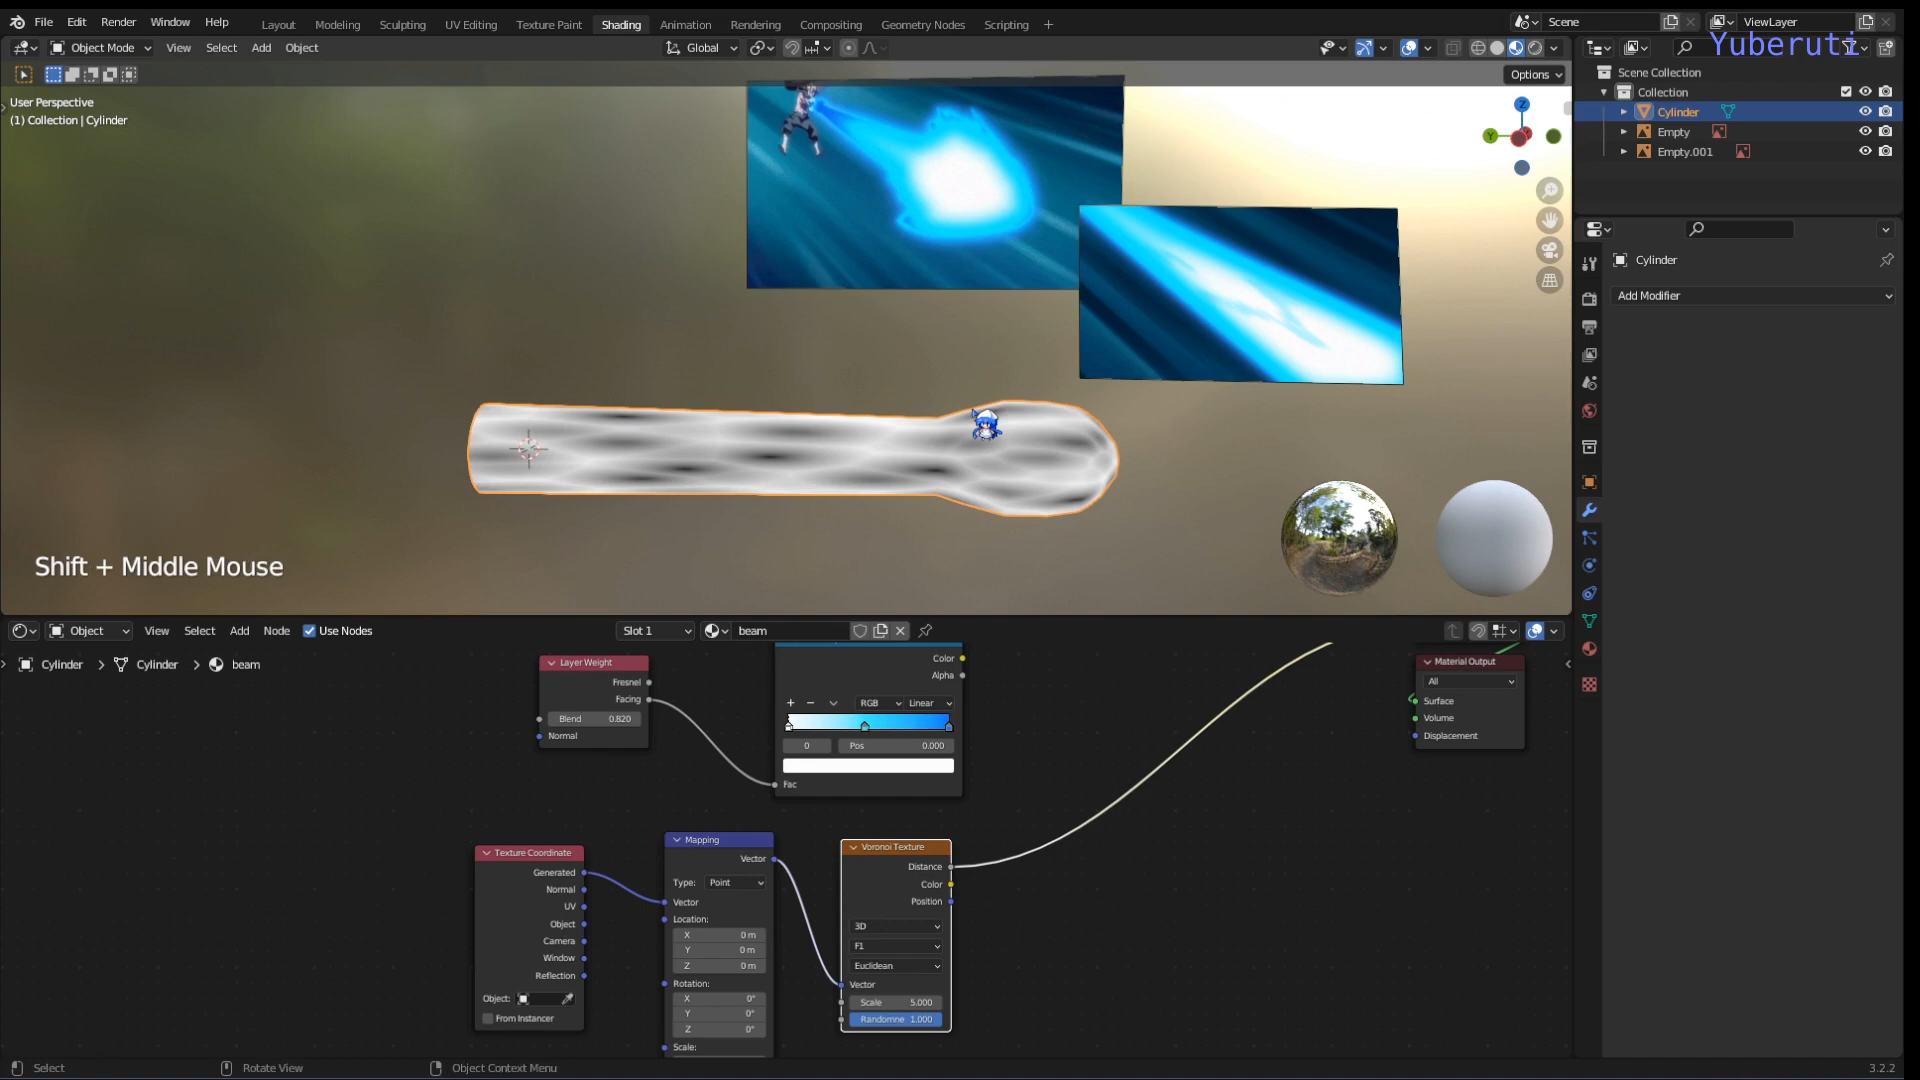 File Edit Render Window Help Layout Modeling Sculpting UV Editing Texture Paint Shading Animation Rendering Compositing Geometry Nodes Scripting + Scene ViewLayer
Yuberuti
Object Mode View Select Add Object Global
Options
User Perspective
(1) Collection | Cylinder
Z
Y
Shift + Middle Mouse
Scene Collection
Collection
Cylinder
Empty
Empty.001
Cylinder
Add Modifier
Object View Select Add Node Use Nodes Slot 1 beam
Cylinder > Cylinder > beam
Layer Weight
Fresnel
Facing
Blend 0.820
Normal
Color
Alpha
RGB Linear
0 Pos 0.000
Fac
Material Output
All
Surface
Volume
Displacement
Texture Coordinate
Generated
Normal
UV
Object
Camera
Window
Reflection
Object:
From Instancer
Mapping
Vector
Type: Point
Vector
Location:
X 0 m
Y 0 m
Z 0 m
Rotation:
X 0°
Y 0°
Z 0°
Scale:
Voronoi Texture
Distance
Color
Position
3D
F1
Euclidean
Vector
Scale 5.000
Randomne 1.000
Select Rotate View Object Context Menu 3.2.2